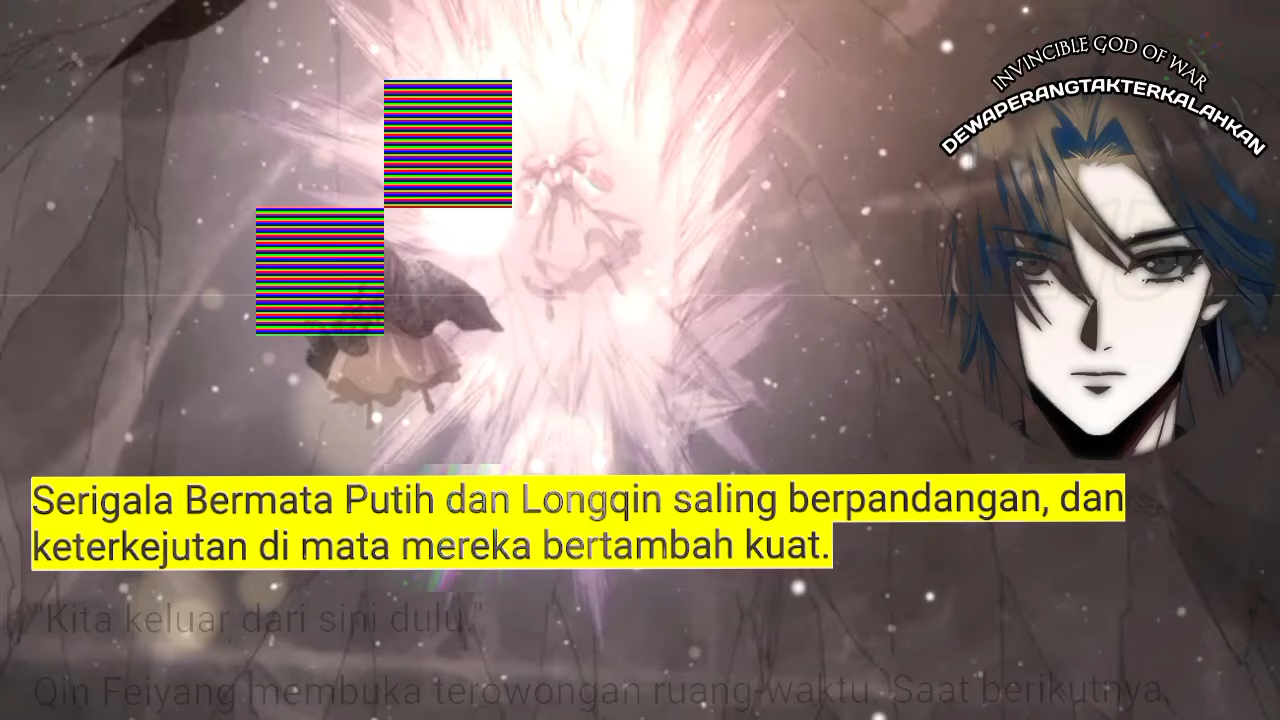 INVINCIBLE GOD OF WAR
DEWAPERANGTAKTERKALAHKAN
Serigala Bermata Putih dan Longqin saling berpandangan, dan
keterkejutan di mata mereka bertambah kuat.
"Kita keluar dari sini dulu."
Qin Feiyang membuka terowongan ruang-waktu. Saat berikutnya,